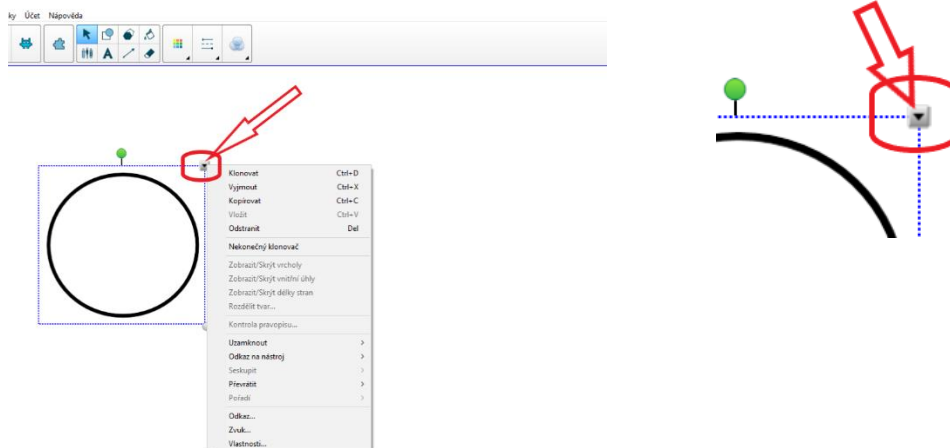 ky Účet Nápověda
A
Klonovat Ctrl+D
Vyjmout Ctrl+X
Kopírovat Ctrl+C
Vložit Ctrl+V
Odstranit Del
Nekonečný klonovač
Zobrazit/Skrýt vrcholy
Zobrazit/Skrýt vnitřní úhly
Zobrazit/Skrýt délky stran
Rozdělit tvar...
Kontrola pravopisu...
Uzamknout
Odkaz na nástroj
Seskupit
Převrátit
Pořadí
Odkaz...
Zvuk...
Vlastnosti...